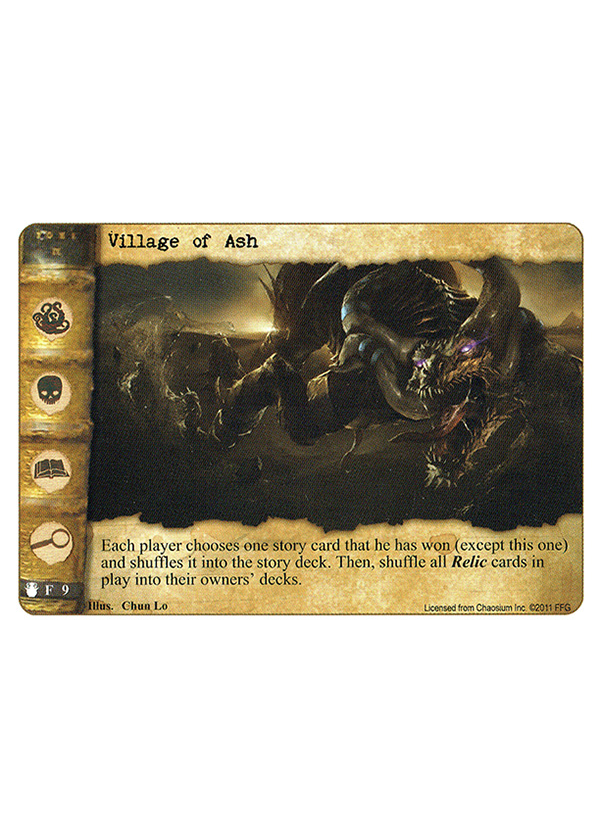 Village of Ash
Each player chooses one story card that he has won (except this one)
and shuffles it into the story deck. Then, shuffle all Relic cards in
play into their owners' decks.
F 9
Illus. Chun Lo
Licensed from Chaosium Inc. ©2011 FFG